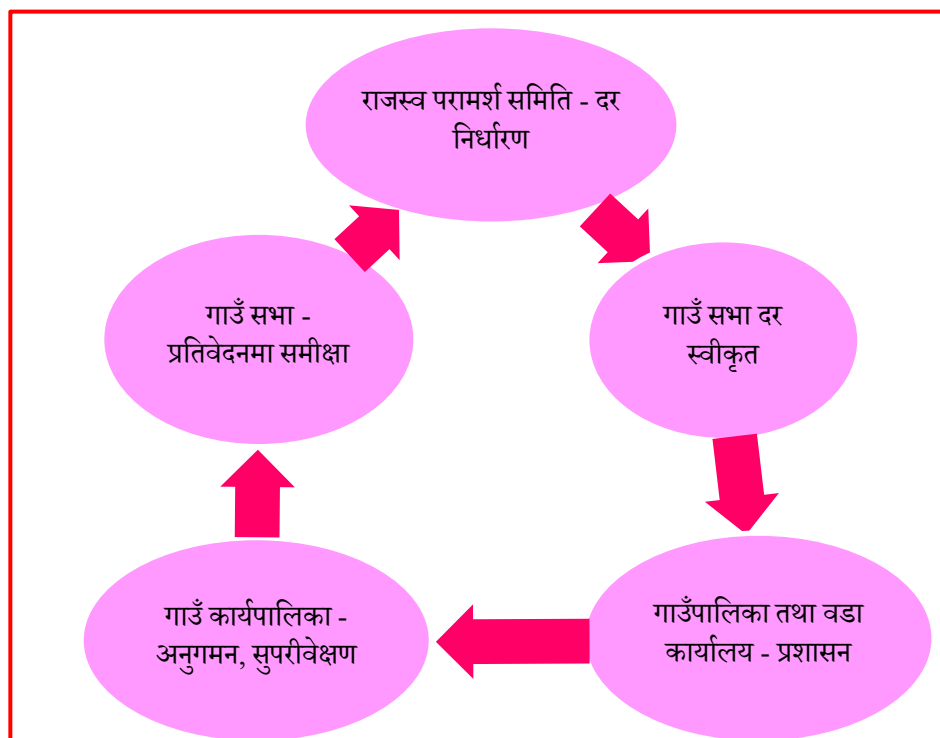 राजस्व परामर्श समिति - दर
निर्धारण
गाउँ सभा दर
स्वीकृत
गाउँपालिका तथा वडा
कार्यालय - प्रशासन
गाउँ कार्यपालिका -
अनुगमन, सुपरीवेक्षण
गाउँ सभा -
प्रतिवेदनमा समीक्षा